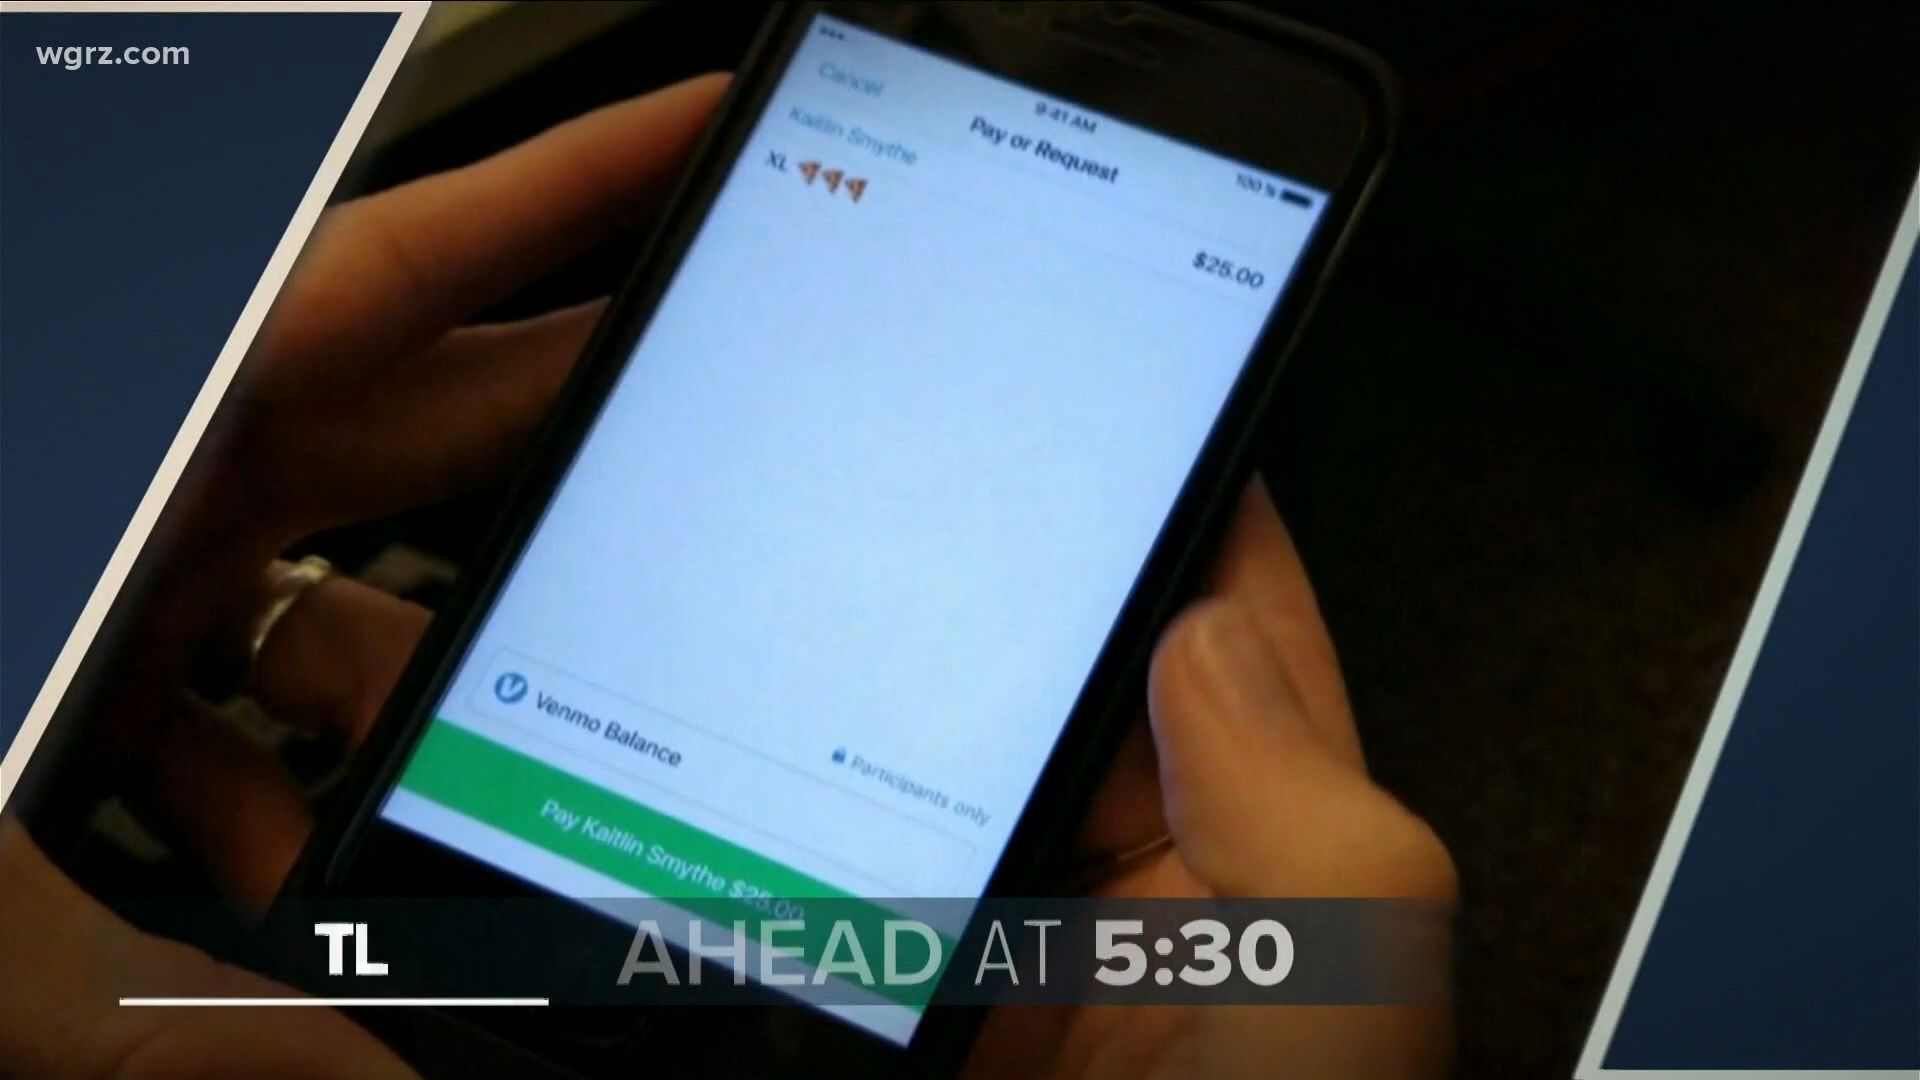 wgrz.com
Cancel
9:41 AM
Pay or Request
100 %
Kaitlin Smythe
XL
$25.00
Venmo Balance
Participants only
Pay Kaitlin Smythe $25.00
TL
AHEAD AT 5:30